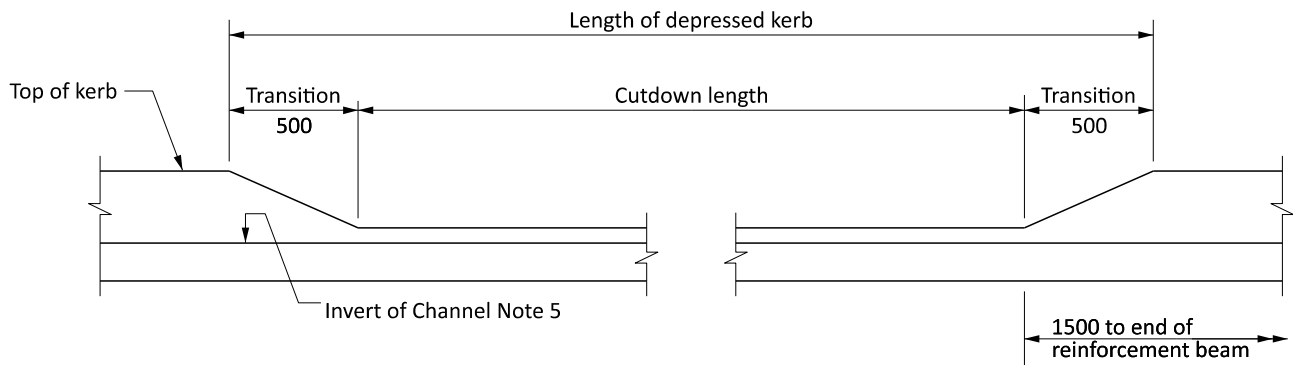 Length of depressed kerb
Top of kerb
Transition
500
Cutdown length
Transition
500
Invert of Channel Note 5
1500 to end of
reinforcement beam